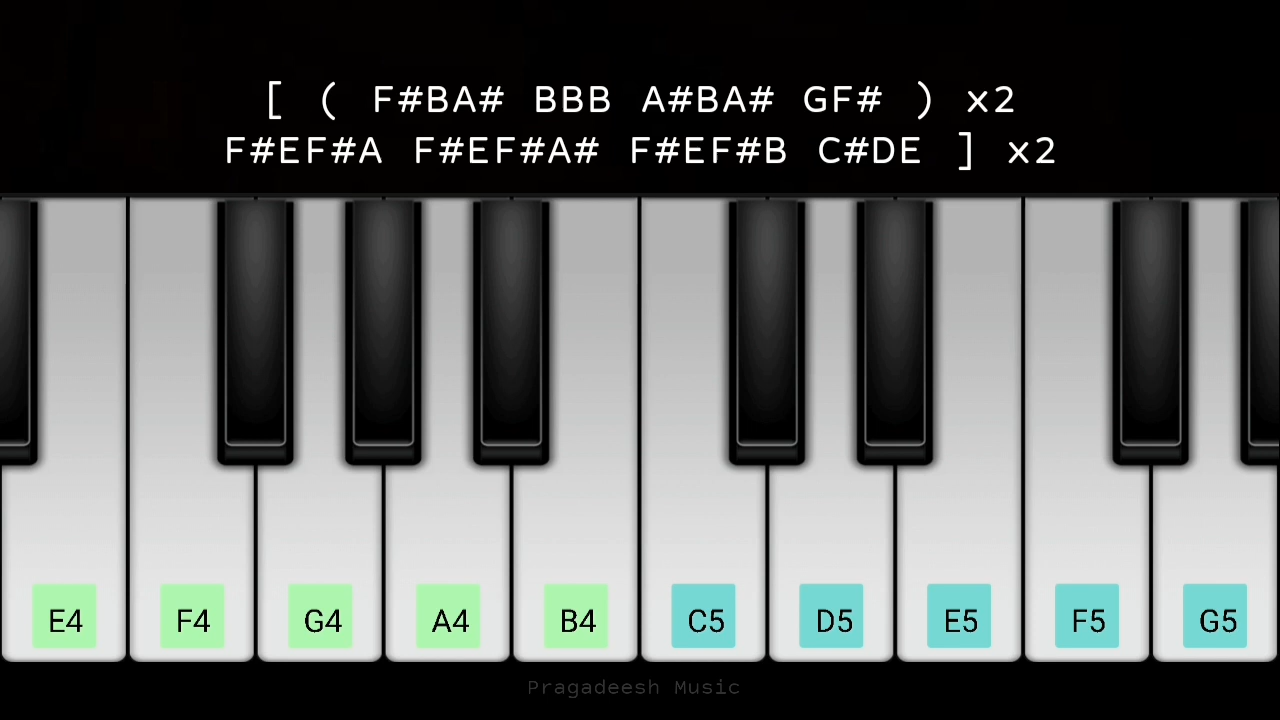 [ ( F#BA# BBB A#BA# GF# ) x2
F#EF#A F#EF#A# F#EF#B C#DE ] x2
E4 F4 G4 A4 B4 C5 D5 E5 F5 G5
Pragadeesh Music